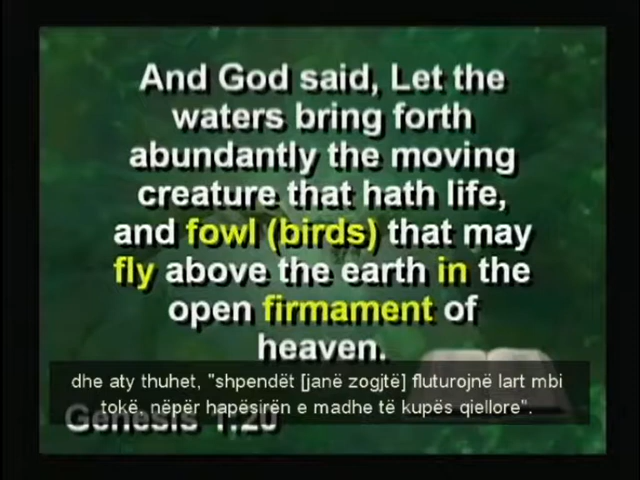 And God said, Let the
waters bring forth
abundantly the moving
creature that hath life,
and fowl (birds) that may
fly above the earth in the
open firmament of
heaven.
dhe aty thuhet, "shpendët [janë zogjtë] fluturojnë lart mbi
tokë, nëpër hapësirën e madhe të kupës qiellore".
Genesis 1:20